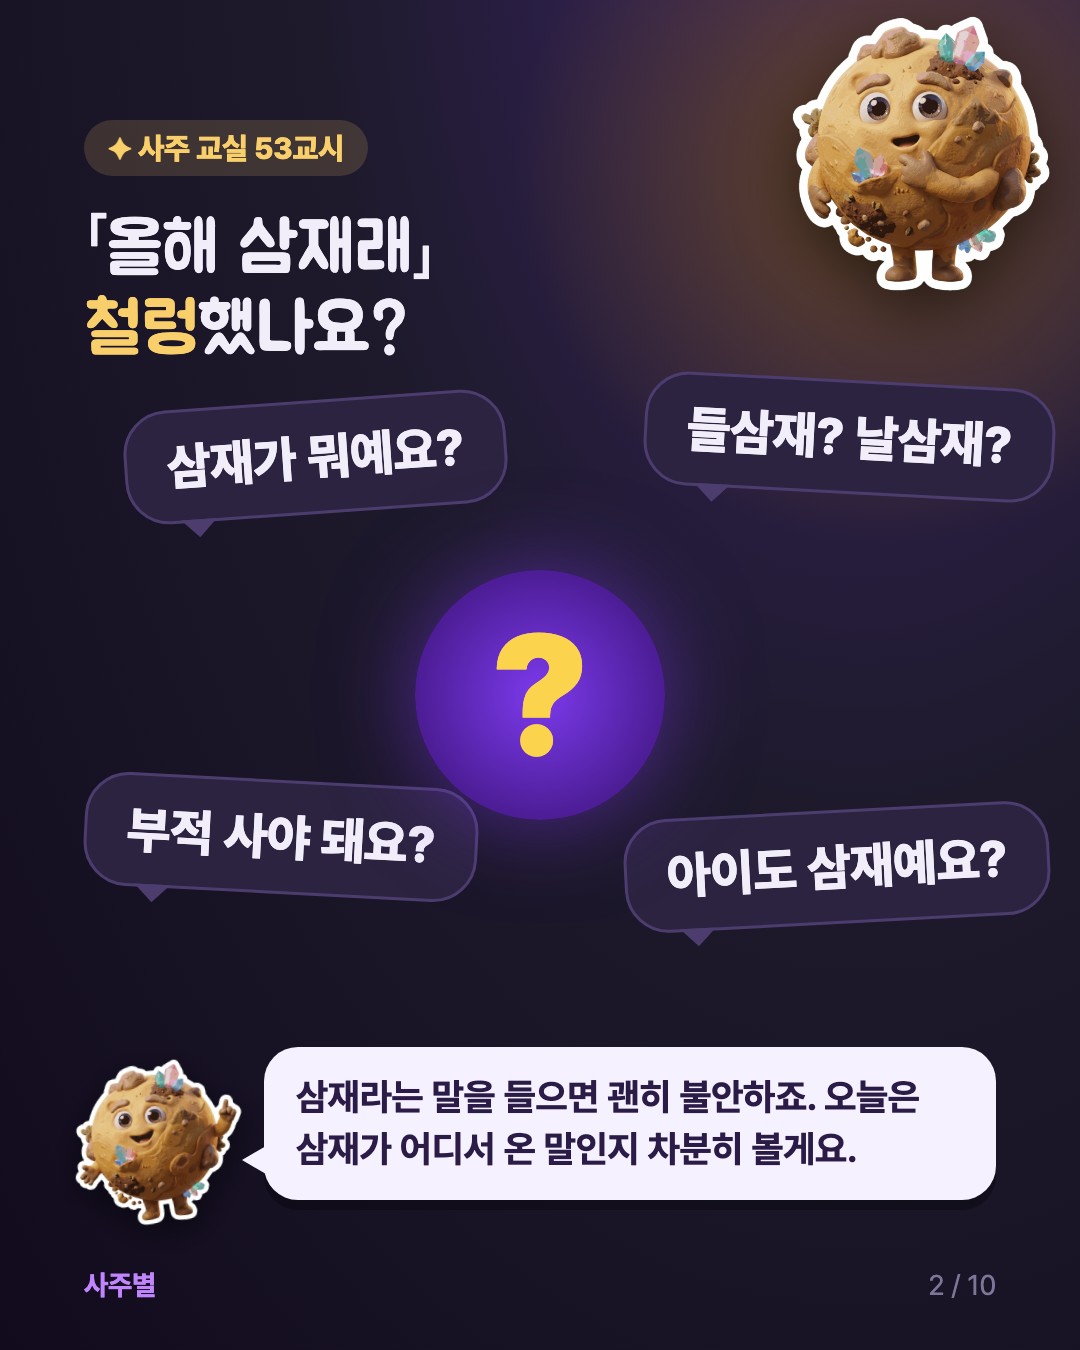 ✦ 사주 교실 53교시
「올해 삼재래」
철렁했나요?
삼재가 뭐예요?
들삼재? 날삼재?
?
부적 사야 돼요?
아이도 삼재예요?
삼재라는 말을 들으면 괜히 불안하죠. 오늘은
삼재가 어디서 온 말인지 차분히 볼게요.
사주별
2 / 10